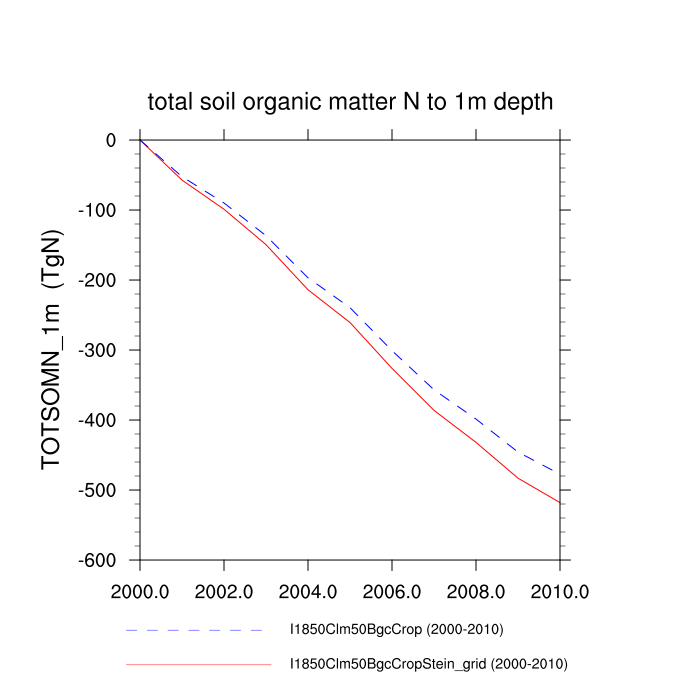 total soil organic matter N to 1m depth
TOTSOMN_1m (TgN)
0
-100
-200
-300
-400
-500
-600
2000.0 2002.0 2004.0 2006.0 2008.0 2010.0
I1850Clm50BgcCrop (2000-2010)
I1850Clm50BgcCropStein_grid (2000-2010)